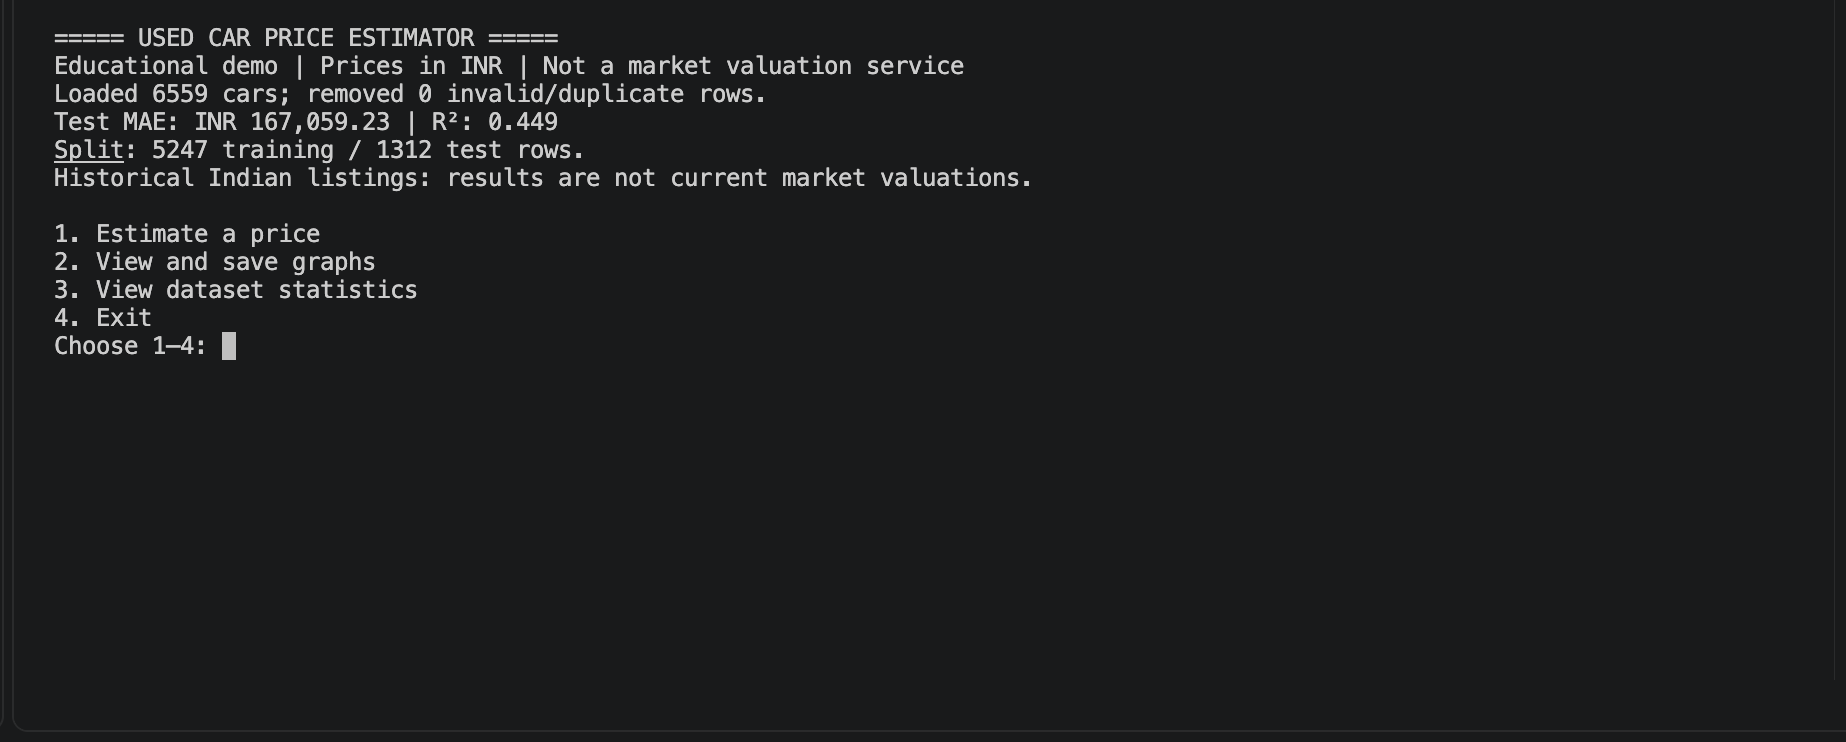 ===== USED CAR PRICE ESTIMATOR =====
Educational demo | Prices in INR | Not a market valuation service
Loaded 6559 cars; removed 0 invalid/duplicate rows.
Test MAE: INR 167,059.23 | R²: 0.449
Split: 5247 training / 1312 test rows.
Historical Indian listings: results are not current market valuations.
1. Estimate a price
2. View and save graphs
3. View dataset statistics
4. Exit
Choose 1–4: